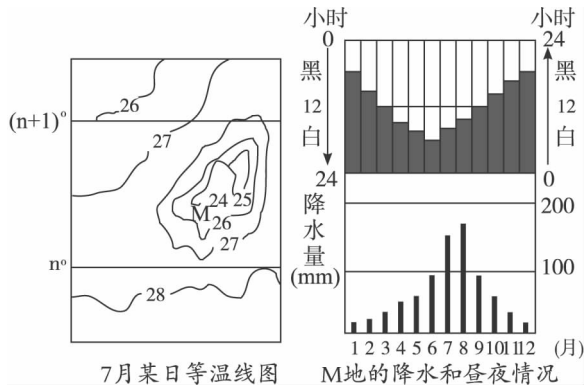 小时 小时
0 24
黑 黑
12 12
白 白
24 0
降水量(mm) 200
100
1 2 3 4 5 6 7 8 9 10 11 12 (月)
M地的降水和昼夜情况
26
(n+1)°
27
24 25
M
26
27
n°
28
7月某日等温线图